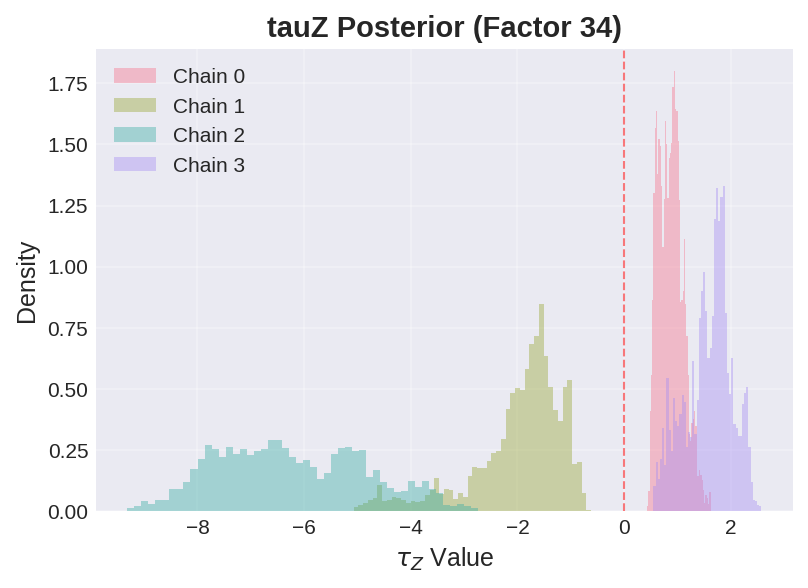 tauZ Posterior (Factor 34)
Chain 0
Chain 1
Chain 2
Chain 3
1.75
1.50
1.25
1.00
0.75
0.50
0.25
0.00
Density
−8
−6
−4
−2
0
2
τ_Z Value